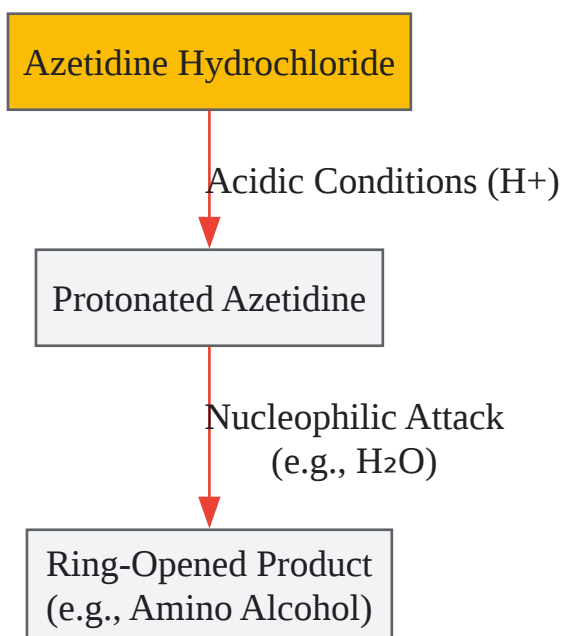 Azetidine Hydrochloride
Acidic Conditions (H+)
Protonated Azetidine
Nucleophilic Attack
(e.g., H₂O)
Ring-Opened Product
(e.g., Amino Alcohol)